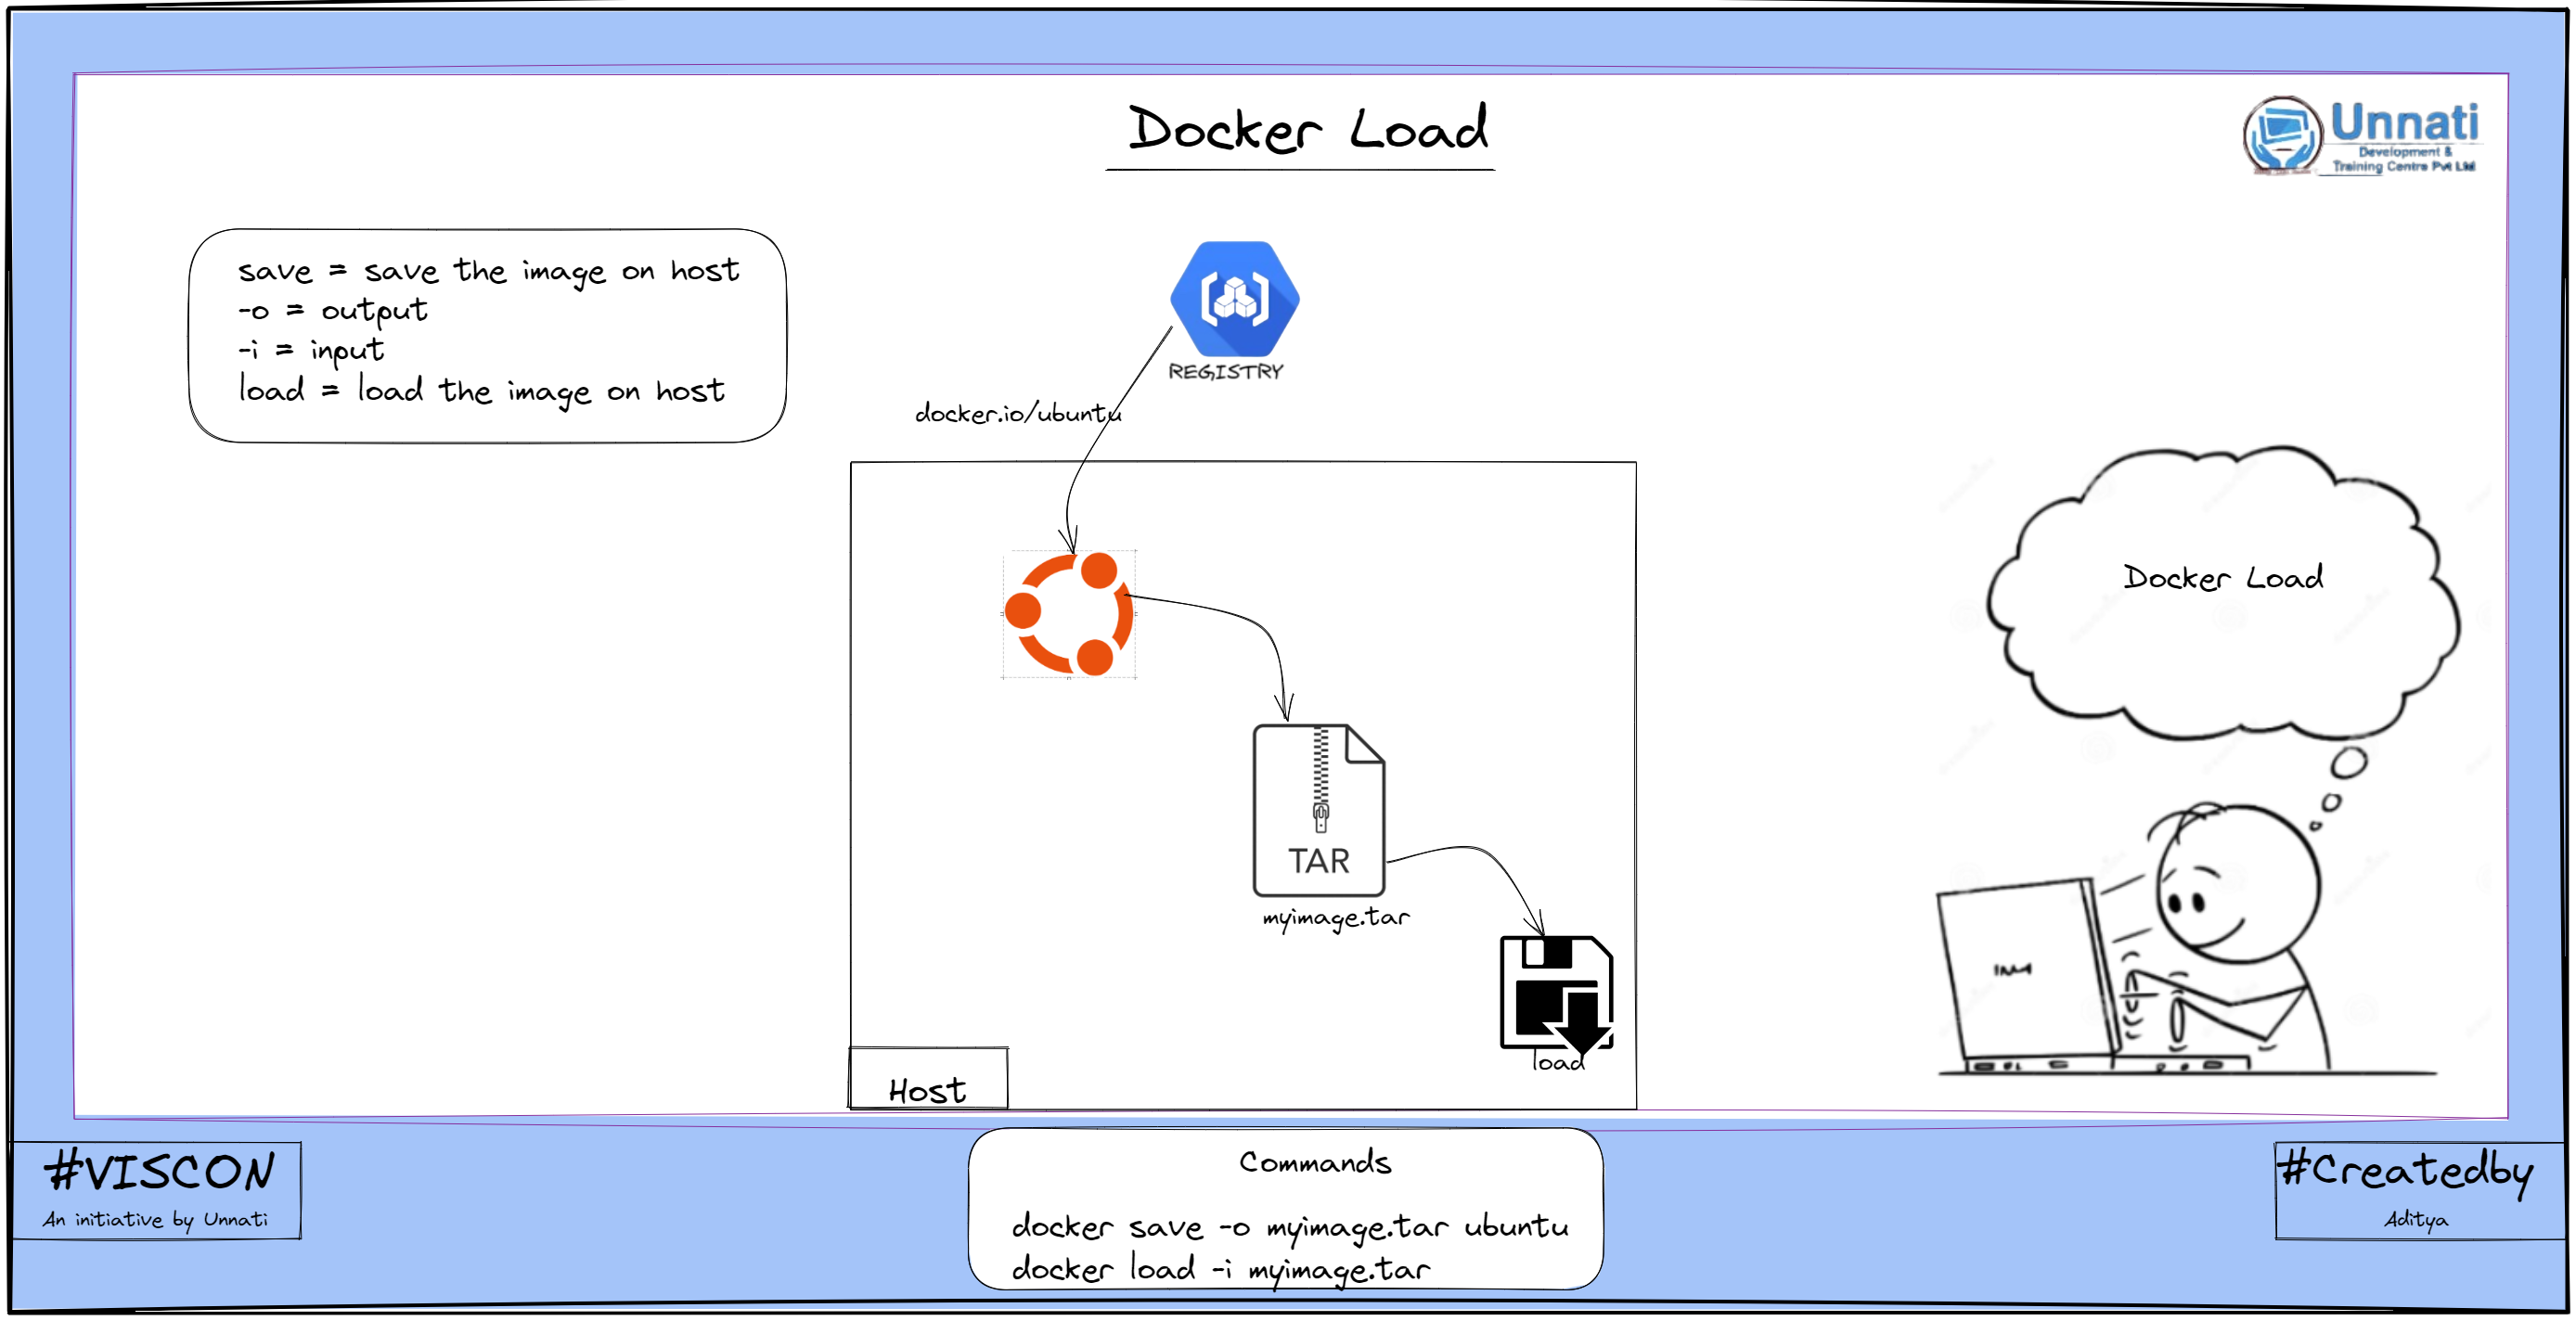 Docker Load
Unnati
Development &
Training Centre Pvt Ltd
save = save the image on host
-o = output
-i = input
load = load the image on host
REGISTRY
docker.io/ubuntu
Docker Load
TAR
myimage.tar
load
Host
#VISCON
An initiative by Unnati
Commands
docker save -o myimage.tar ubuntu
docker load -i myimage.tar
#Createdby
Aditya